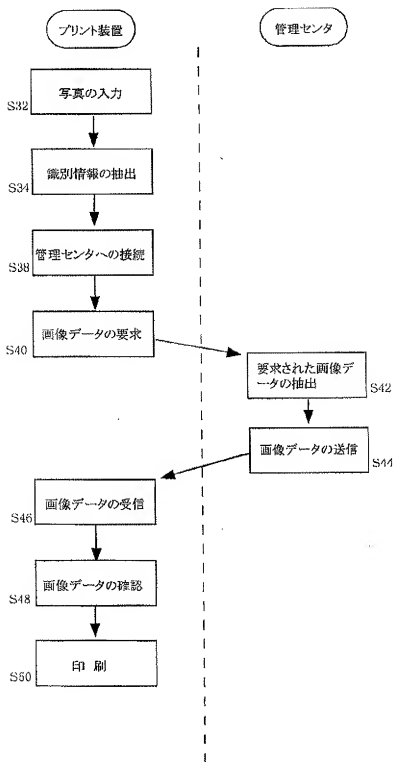 プリント装置
管理センタ
写真の入力
S32
識別情報の抽出
S34
管理センタへの接続
S38
画像データの要求
S40
要求された画像デ
ータの抽出
S42
画像データの送信
S44
画像データの受信
S46
画像データの確認
S48
印 刷
S50